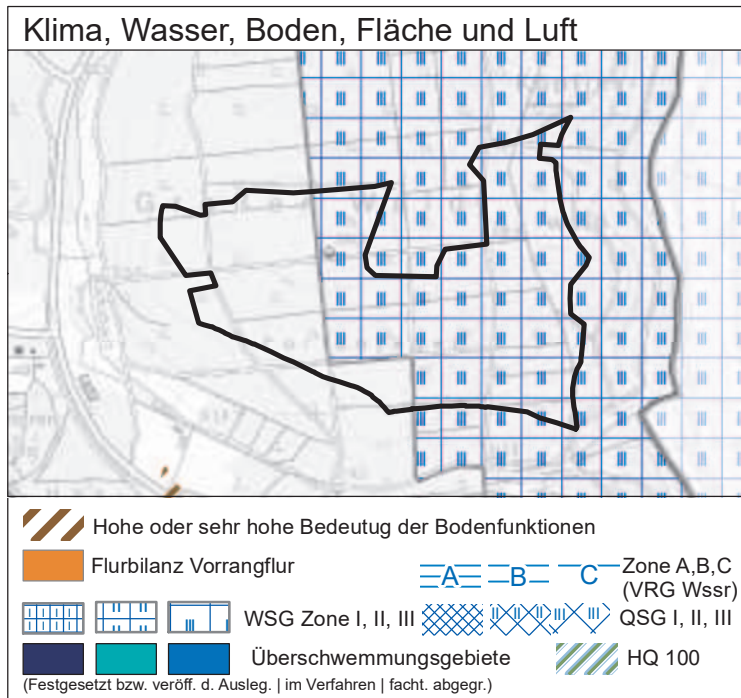 Klima, Wasser, Boden, Fläche und Luft
Hohe oder sehr hohe Bedeutug der Bodenfunktionen
Flurbilanz Vorrangflur
A B C Zone A,B,C
(VRG Wssr)
WSG Zone I, II, III
QSG I, II, III
Überschwemmungsgebiete
HQ 100
(Festgesetzt bzw. veröff. d. Ausleg. | im Verfahren | facht. abgegr.)